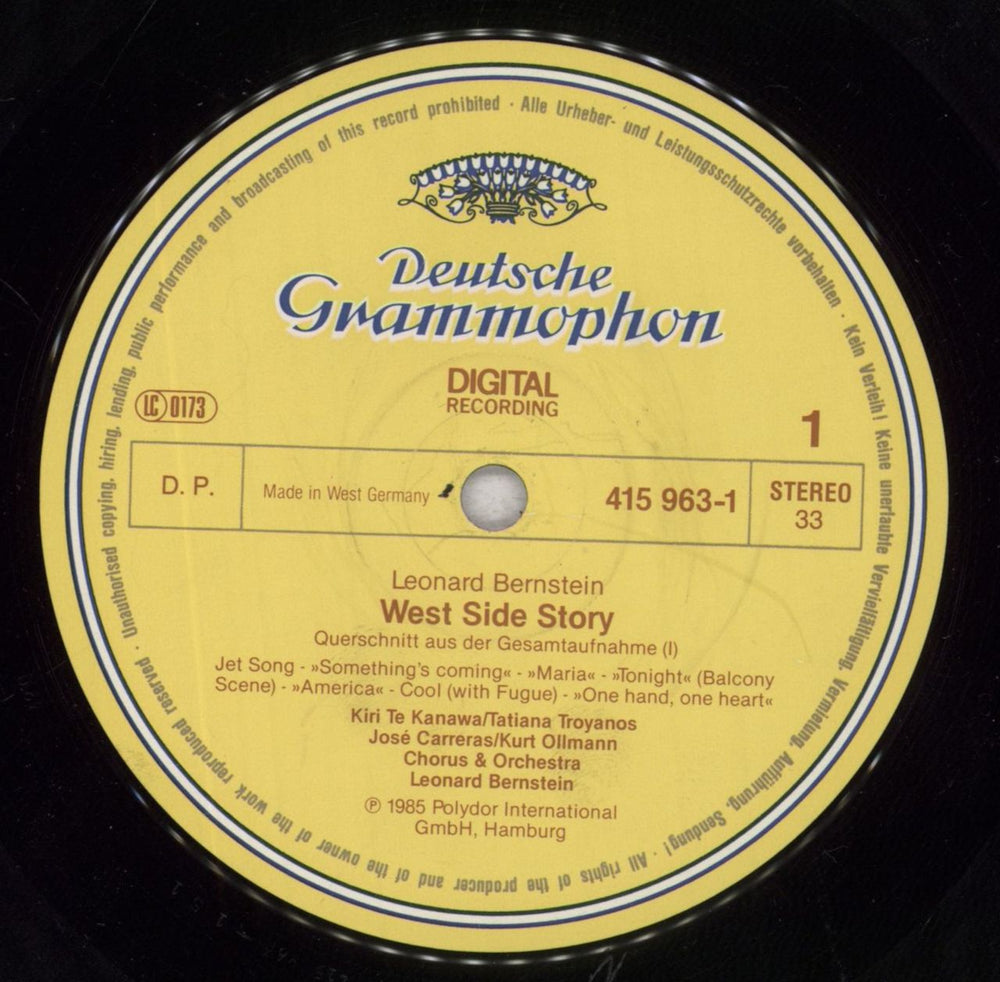 Deutsche
Grammophon
DIGITAL
RECORDING
LC 0173
1
D. P.
Made in West Germany
415 963-1
STEREO
33
Leonard Bernstein
West Side Story
Querschnitt aus der Gesamtaufnahme (I)
Jet Song - »Something's coming« - »Maria« - »Tonight« (Balcony
Scene) - »America« - Cool (with Fugue) - »One hand, one heart«
Kiri Te Kanawa/Tatiana Troyanos
José Carreras/Kurt Ollmann
Chorus & Orchestra
Leonard Bernstein
℗ 1985 Polydor International
GmbH, Hamburg
Alle Urheber- und Leistungsschutzrechte vorbehalten · Kein Verleih! Keine unerlaubte Vervielfältigung, Vermietung, Aufführung, Sendung! · All rights of the producer and of the owner of the work reproduced reserved · Unauthorised copying, hiring, lending, public performance and broadcasting of this record prohibited ·